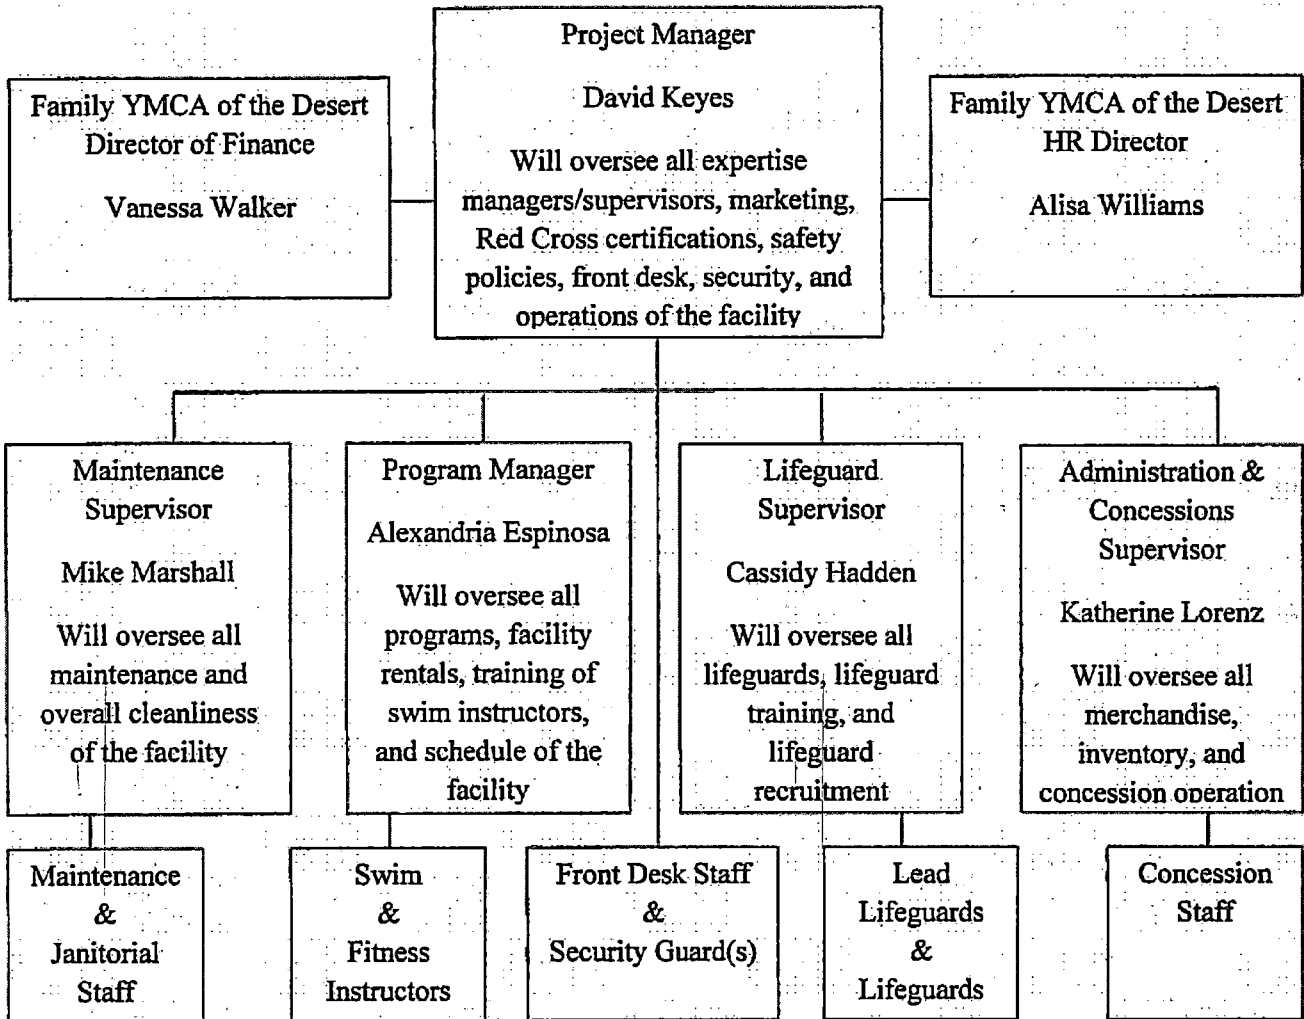 Project Manager
David Keyes
Will oversee all expertise
managers/supervisors, marketing,
Red Cross certifications, safety
policies, front desk, security, and
operations of the facility
Family YMCA of the Desert
Director of Finance
Vanessa Walker
Family YMCA of the Desert
HR Director
Alisa Williams
Maintenance
Supervisor
Mike Marshall
Will oversee all
maintenance and
overall cleanliness
of the facility
Program Manager
Alexandria Espinosa
Will oversee all
programs, facility
rentals, training of
swim instructors,
and schedule of the
facility
Lifeguard
Supervisor
Cassidy Hadden
Will oversee all
lifeguards, lifeguard
training, and
lifeguard
recruitment
Administration &
Concessions
Supervisor
Katherine Lorenz
Will oversee all
merchandise,
inventory, and
concession operation
Maintenance
&
Janitorial
Staff
Swim
&
Fitness
Instructors
Front Desk Staff
&
Security Guard(s)
Lead
Lifeguards
&
Lifeguards
Concession
Staff